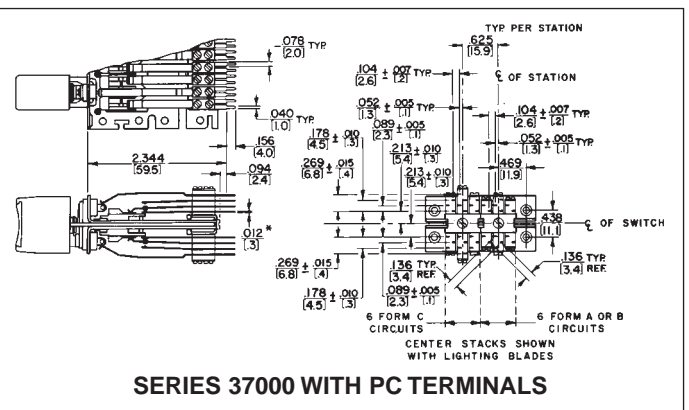 TYP. PER STATION
.625
[15.9]
.078 TYP.
[2.0]
.104 ± .007 TYP.
[2.6] [.2]
℄ OF STATION
.052 ± .005 TYP.
[1.3] [.1]
.104 ± .007 TYP.
[2.6] [.2]
.040 TYP.
[1.0]
.089 ± .005
[2.3] [.1]
.052 ± .005 TYP.
[1.3] [.1]
.156
[4.0]
.178 ± .010
[4.5] [.3]
.213 ± .010
[5.4] [.3]
.469
[11.9]
2.344
[59.5]
.094
[2.4]
.269 ± .015
[6.8] [.4]
.213 ± .010
[5.4] [.3]
.438
[11.1]
℄ OF SWITCH
.012 *
[.3]
.269 ± .015
[6.8] [.4]
.136 TYP.
[3.4] REF.
.136 TYP.
[3.4] REF.
.178 ± .010
[4.5] [.3]
.089 ± .005
[2.3] [.1]
6 FORM C
CIRCUITS
6 FORM A OR B
CIRCUITS
CENTER STACKS SHOWN
WITH LIGHTING BLADES
SERIES 37000 WITH PC TERMINALS